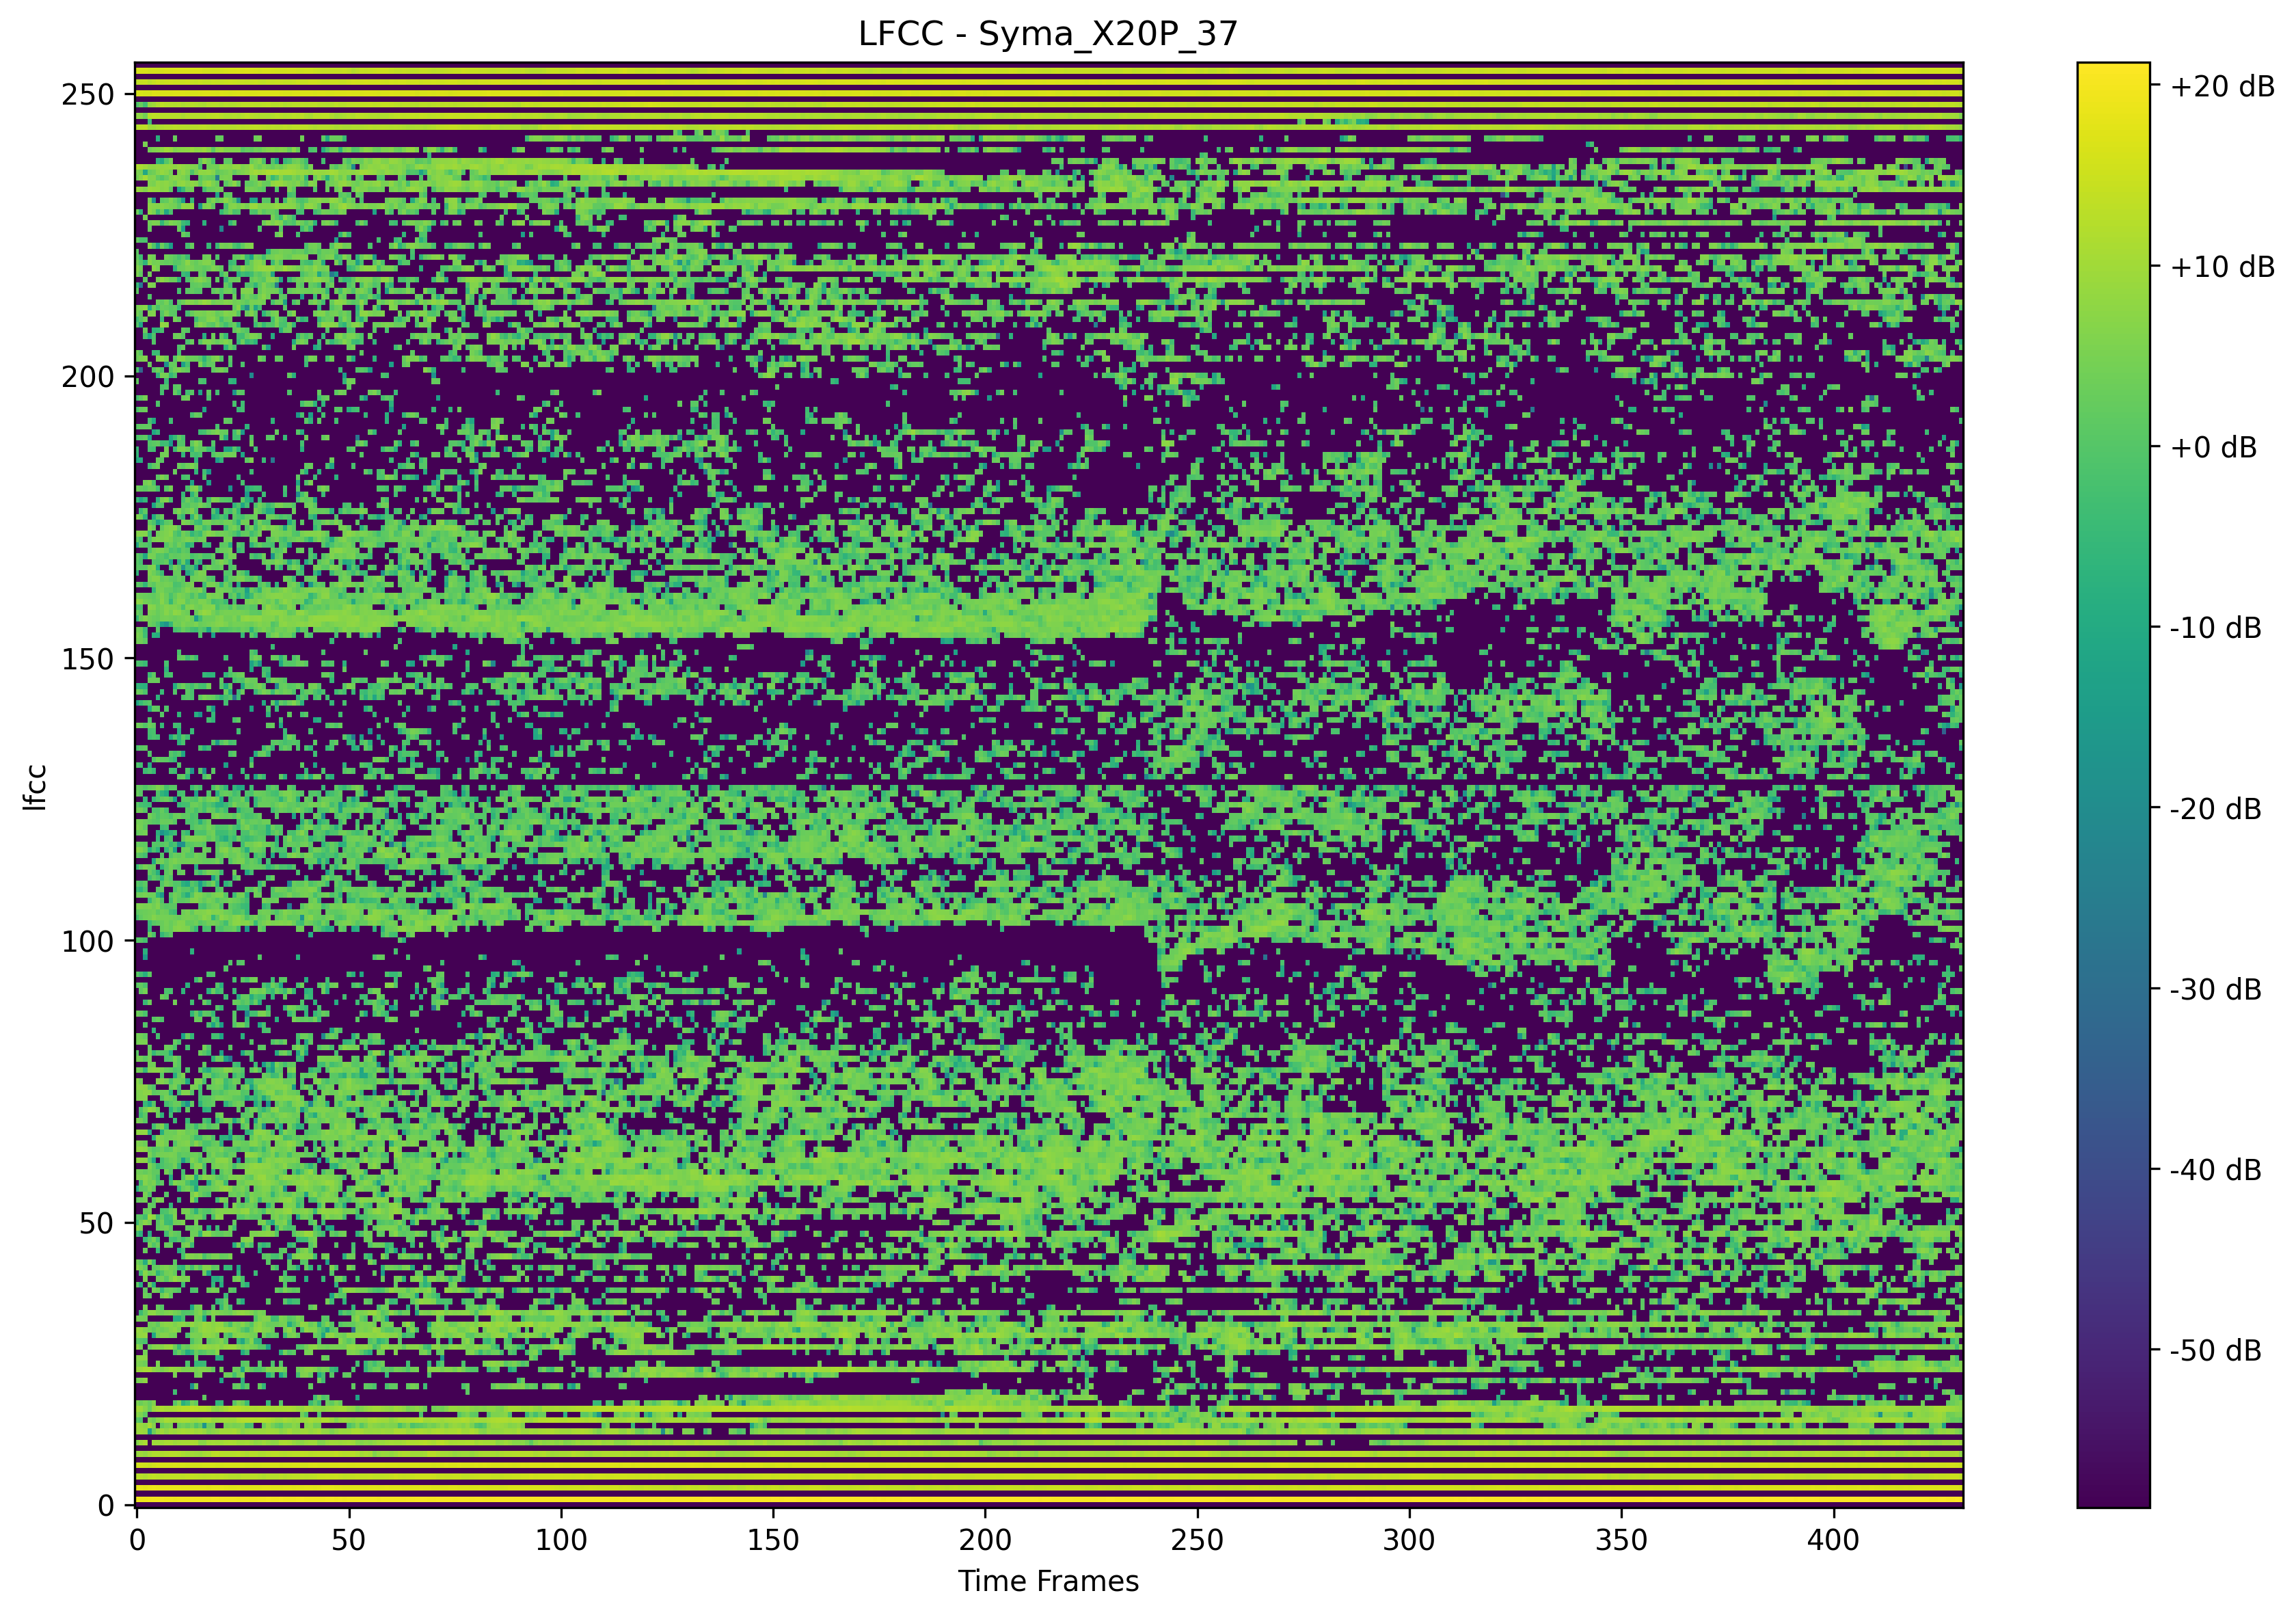 LFCC - Syma_X20P_37
250
200
150
100
50
0
lfcc
0 50 100 150 200 250 300 350 400
Time Frames
+20 dB
+10 dB
+0 dB
-10 dB
-20 dB
-30 dB
-40 dB
-50 dB